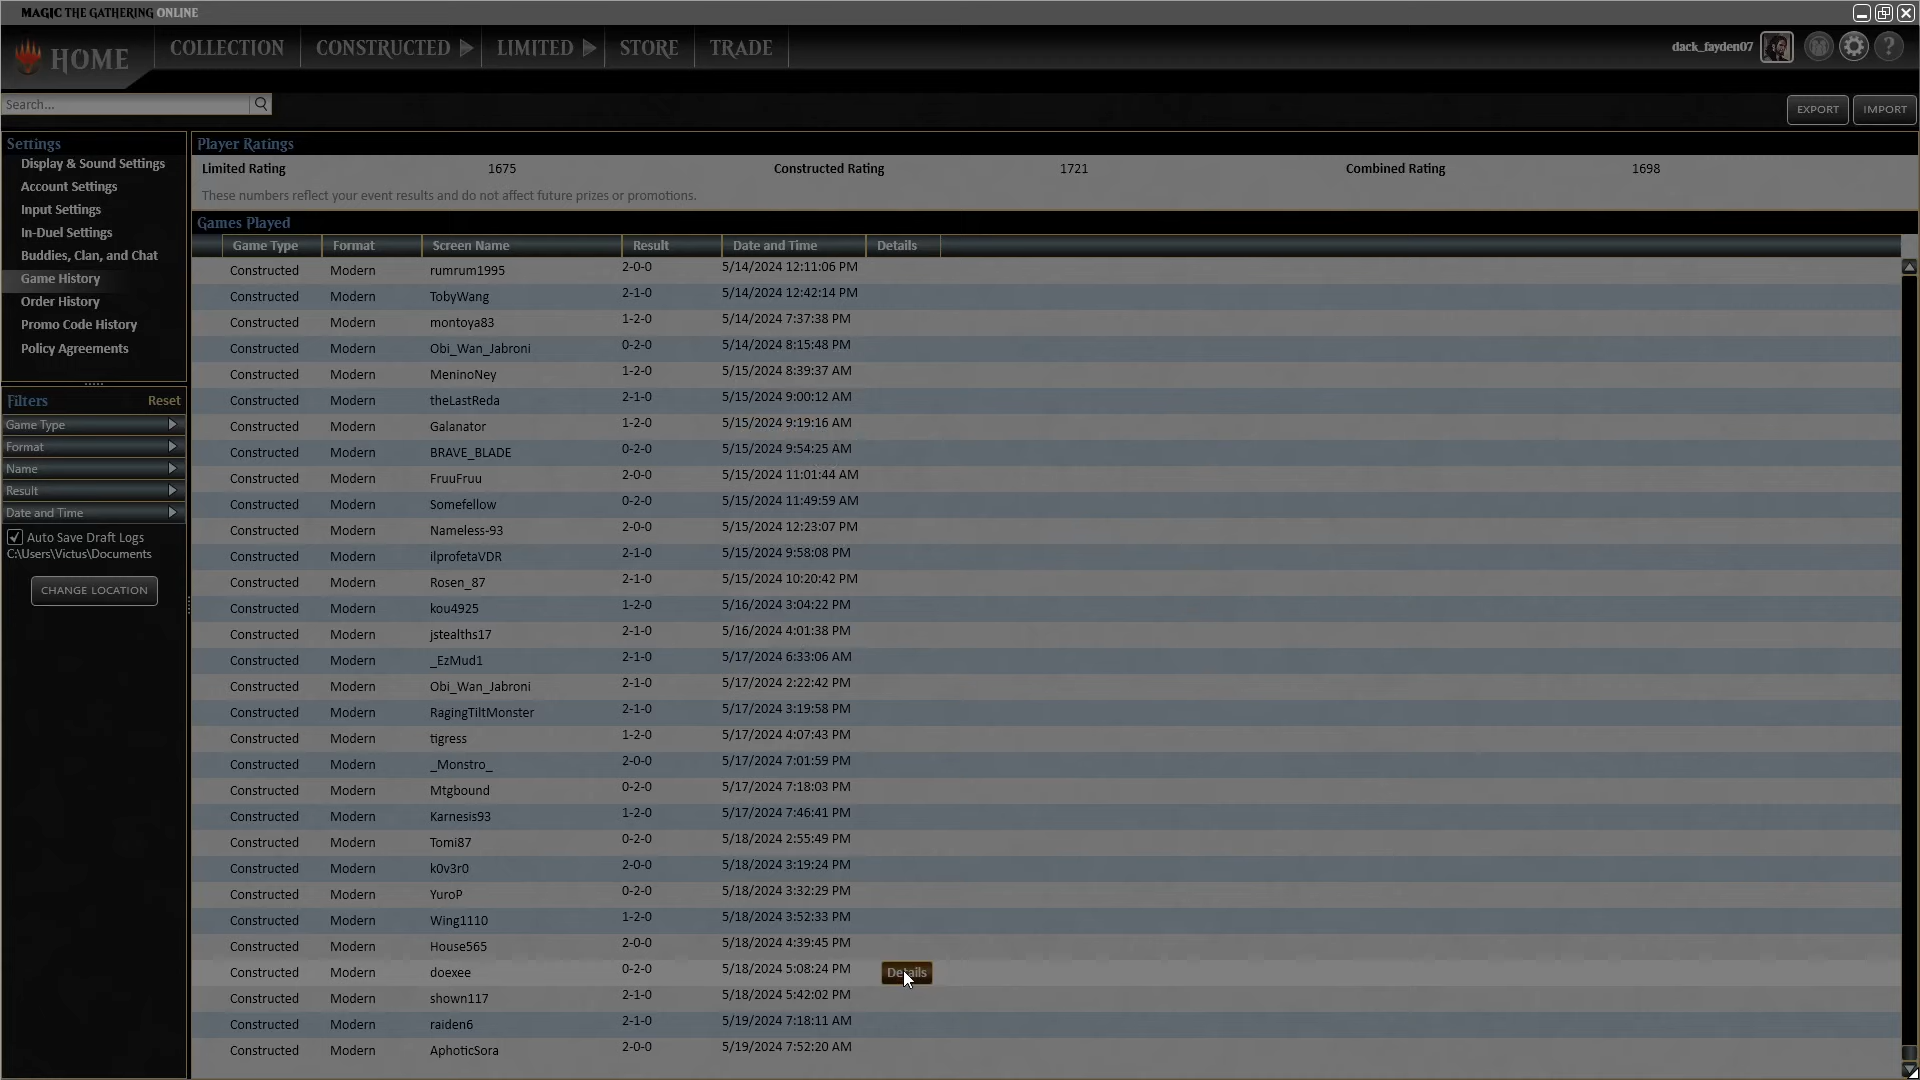 MAGIC THE GATHERING ONLINE
HOME COLLECTION CONSTRUCTED LIMITED STORE TRADE dack_fayden07 ?
Search...
EXPORT IMPORT
Settings
Display & Sound Settings
Account Settings
Input Settings
In-Duel Settings
Buddies, Clan, and Chat
Game History
Order History
Promo Code History
Policy Agreements
Filters Reset
Game Type
Format
Name
Result
Date and Time
Auto Save Draft Logs
C:\Users\Victus\Documents
CHANGE LOCATION
Player Ratings
Limited Rating 1675 Constructed Rating 1721 Combined Rating 1698
These numbers reflect your event results and do not affect future prizes or promotions.
Games Played
Game Type Format Screen Name Result Date and Time Details
Constructed Modern rumrum1995 2-0-0 5/14/2024 12:11:06 PM
Constructed Modern TobyWang 2-1-0 5/14/2024 12:42:14 PM
Constructed Modern montoya83 1-2-0 5/14/2024 7:37:38 PM
Constructed Modern Obi_Wan_Jabroni 0-2-0 5/14/2024 8:15:48 PM
Constructed Modern MeninoNey 1-2-0 5/15/2024 8:39:37 AM
Constructed Modern theLastReda 2-1-0 5/15/2024 9:00:12 AM
Constructed Modern Galanator 1-2-0 5/15/2024 9:19:16 AM
Constructed Modern BRAVE_BLADE 0-2-0 5/15/2024 9:54:25 AM
Constructed Modern FruuFruu 2-0-0 5/15/2024 11:01:44 AM
Constructed Modern Somefellow 0-2-0 5/15/2024 11:49:59 AM
Constructed Modern Nameless-93 2-0-0 5/15/2024 12:23:07 PM
Constructed Modern ilprofetaVDR 2-1-0 5/15/2024 9:58:08 PM
Constructed Modern Rosen_87 2-1-0 5/15/2024 10:20:42 PM
Constructed Modern kou4925 1-2-0 5/16/2024 3:04:22 PM
Constructed Modern jstealths17 2-1-0 5/16/2024 4:01:38 PM
Constructed Modern _EzMud1 2-1-0 5/17/2024 6:33:06 AM
Constructed Modern Obi_Wan_Jabroni 2-1-0 5/17/2024 2:22:42 PM
Constructed Modern RagingTiltMonster 2-1-0 5/17/2024 3:19:58 PM
Constructed Modern tigress 1-2-0 5/17/2024 4:07:43 PM
Constructed Modern _Monstro_ 2-0-0 5/17/2024 7:01:59 PM
Constructed Modern Mtgbound 0-2-0 5/17/2024 7:18:03 PM
Constructed Modern Karnesis93 1-2-0 5/17/2024 7:46:41 PM
Constructed Modern Tomi87 0-2-0 5/18/2024 2:55:49 PM
Constructed Modern k0v3r0 2-0-0 5/18/2024 3:19:24 PM
Constructed Modern YuroP 0-2-0 5/18/2024 3:32:29 PM
Constructed Modern Wing1110 1-2-0 5/18/2024 3:52:33 PM
Constructed Modern House565 2-0-0 5/18/2024 4:39:45 PM
Constructed Modern doexee 0-2-0 5/18/2024 5:08:24 PM Details
Constructed Modern shown117 2-1-0 5/18/2024 5:42:02 PM
Constructed Modern raiden6 2-1-0 5/19/2024 7:18:11 AM
Constructed Modern AphoticSora 2-0-0 5/19/2024 7:52:20 AM